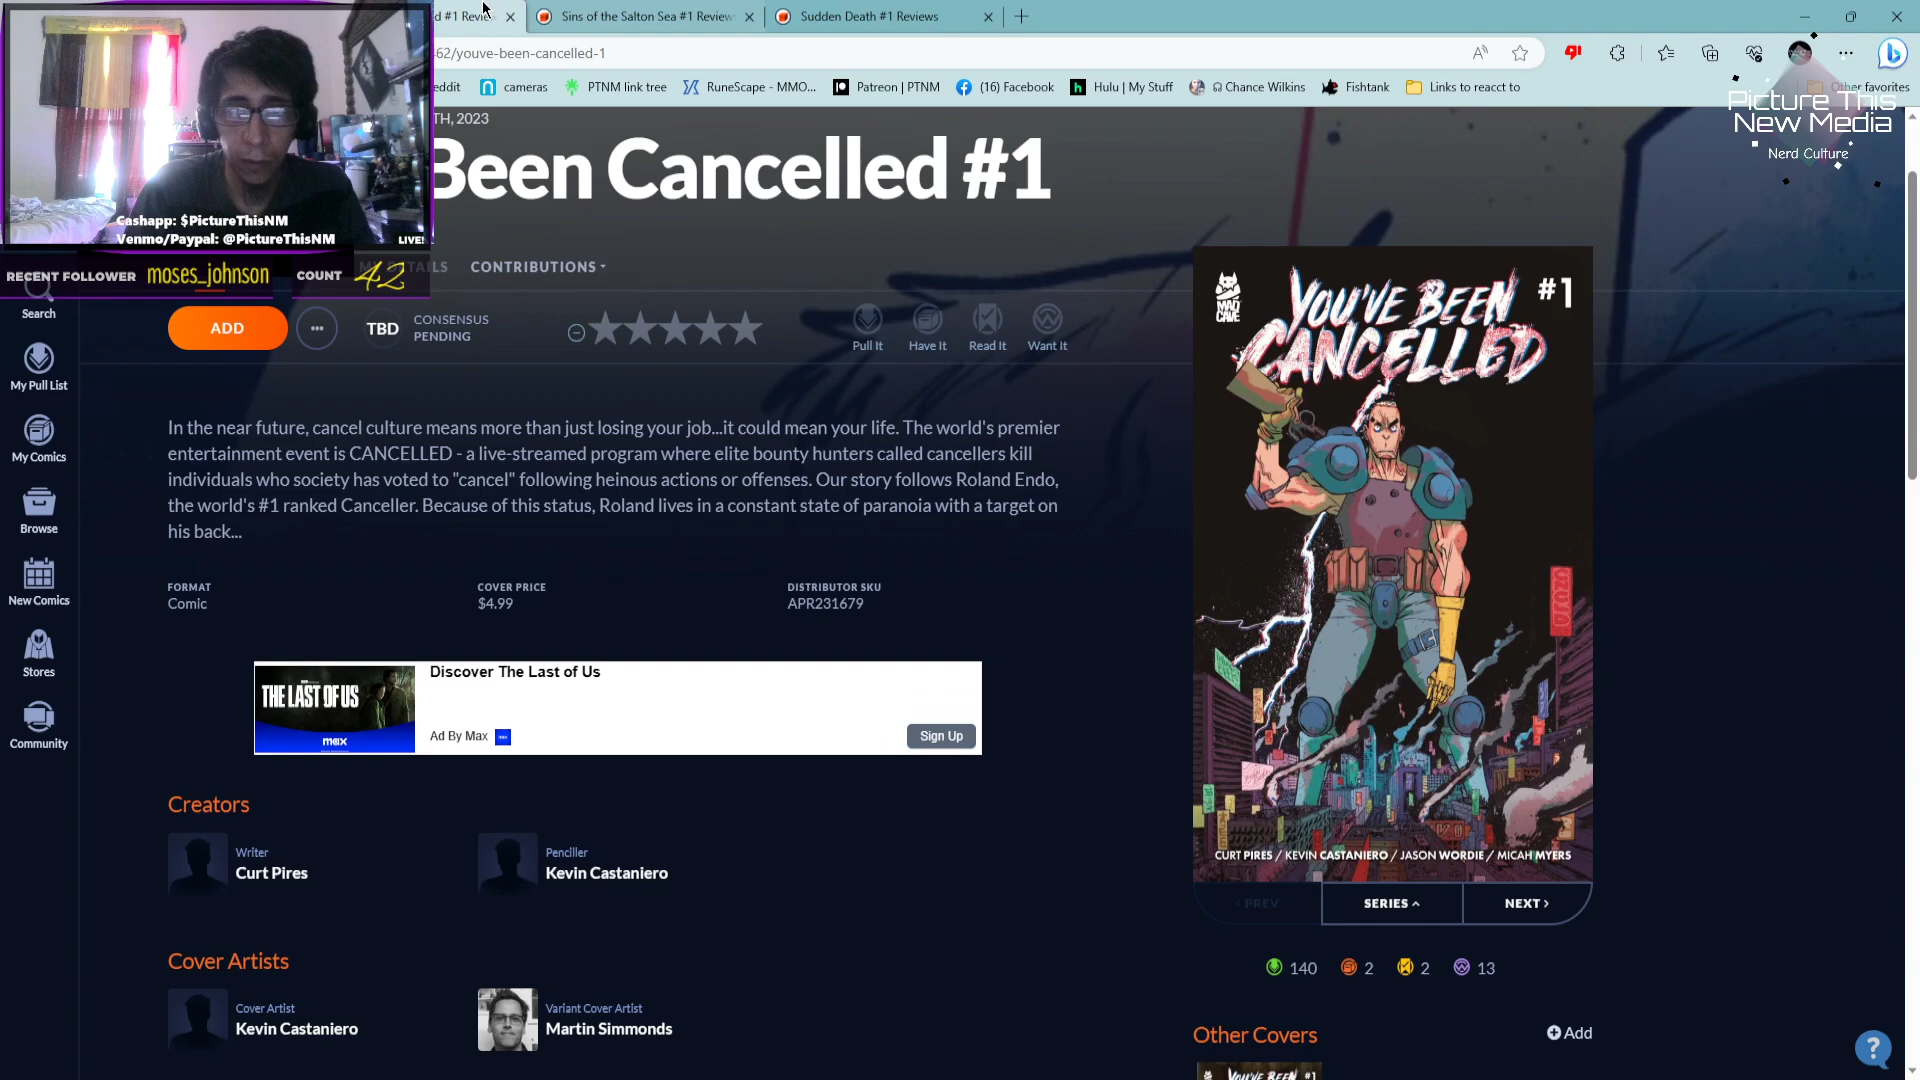 d #1 Revie
Sins of the Salton Sea #1 Review
Sudden Death #1 Reviews
62/youve-been-cancelled-1
eddit
cameras
PTNM link tree
RuneScape - MMO...
Patreon | PTNM
(16) Facebook
Hulu | My Stuff
Chance Wilkins
Fishtank
Links to reacct to
Other favorites
Picture This
New Media
Nerd Culture
TH, 2023
Been Cancelled #1
Cashapp: $PictureThisNM
Venmo/Paypal: @PictureThisNM
LIVE!
RECENT FOLLOWER moses_johnson COUNT 42
TAILS
CONTRIBUTIONS
Search
My Pull List
My Comics
Browse
New Comics
Stores
Community
ADD
TBD
CONSENSUS
PENDING
Pull It
Have It
Read It
Want It
In the near future, cancel culture means more than just losing your job...it could mean your life. The world's premier
entertainment event is CANCELLED - a live-streamed program where elite bounty hunters called cancellers kill
individuals who society has voted to "cancel" following heinous actions or offenses. Our story follows Roland Endo,
the world's #1 ranked Canceller. Because of this status, Roland lives in a constant state of paranoia with a target on
his back...
FORMAT
Comic
COVER PRICE
$4.99
DISTRIBUTOR SKU
APR231679
THE LAST OF US
max
Discover The Last of Us
Ad By Max
Sign Up
Creators
Writer
Curt Pires
Penciller
Kevin Castaniero
Cover Artists
Cover Artist
Kevin Castaniero
Variant Cover Artist
Martin Simmonds
MAD
CAVE
YOU'VE BEEN
CANCELLED
#1
CURT PIRES / KEVIN CASTANIERO / JASON WORDIE / MICAH MYERS
PREV
SERIES
NEXT
140
2
2
13
Other Covers
Add
YOU'VE BEEN #1